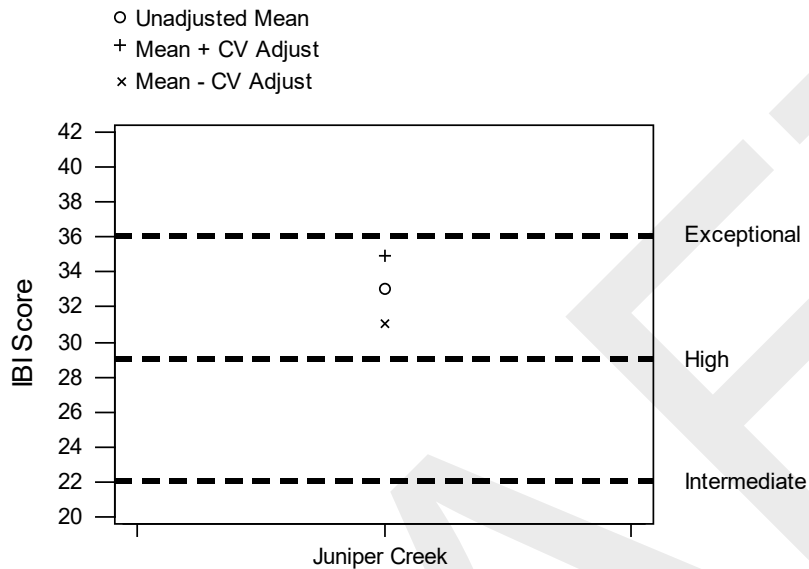 Unadjusted Mean
Mean + CV Adjust
Mean - CV Adjust
42
40
38
36
34
32
30
28
26
24
22
20
IBI Score
Exceptional
High
Intermediate
Juniper Creek